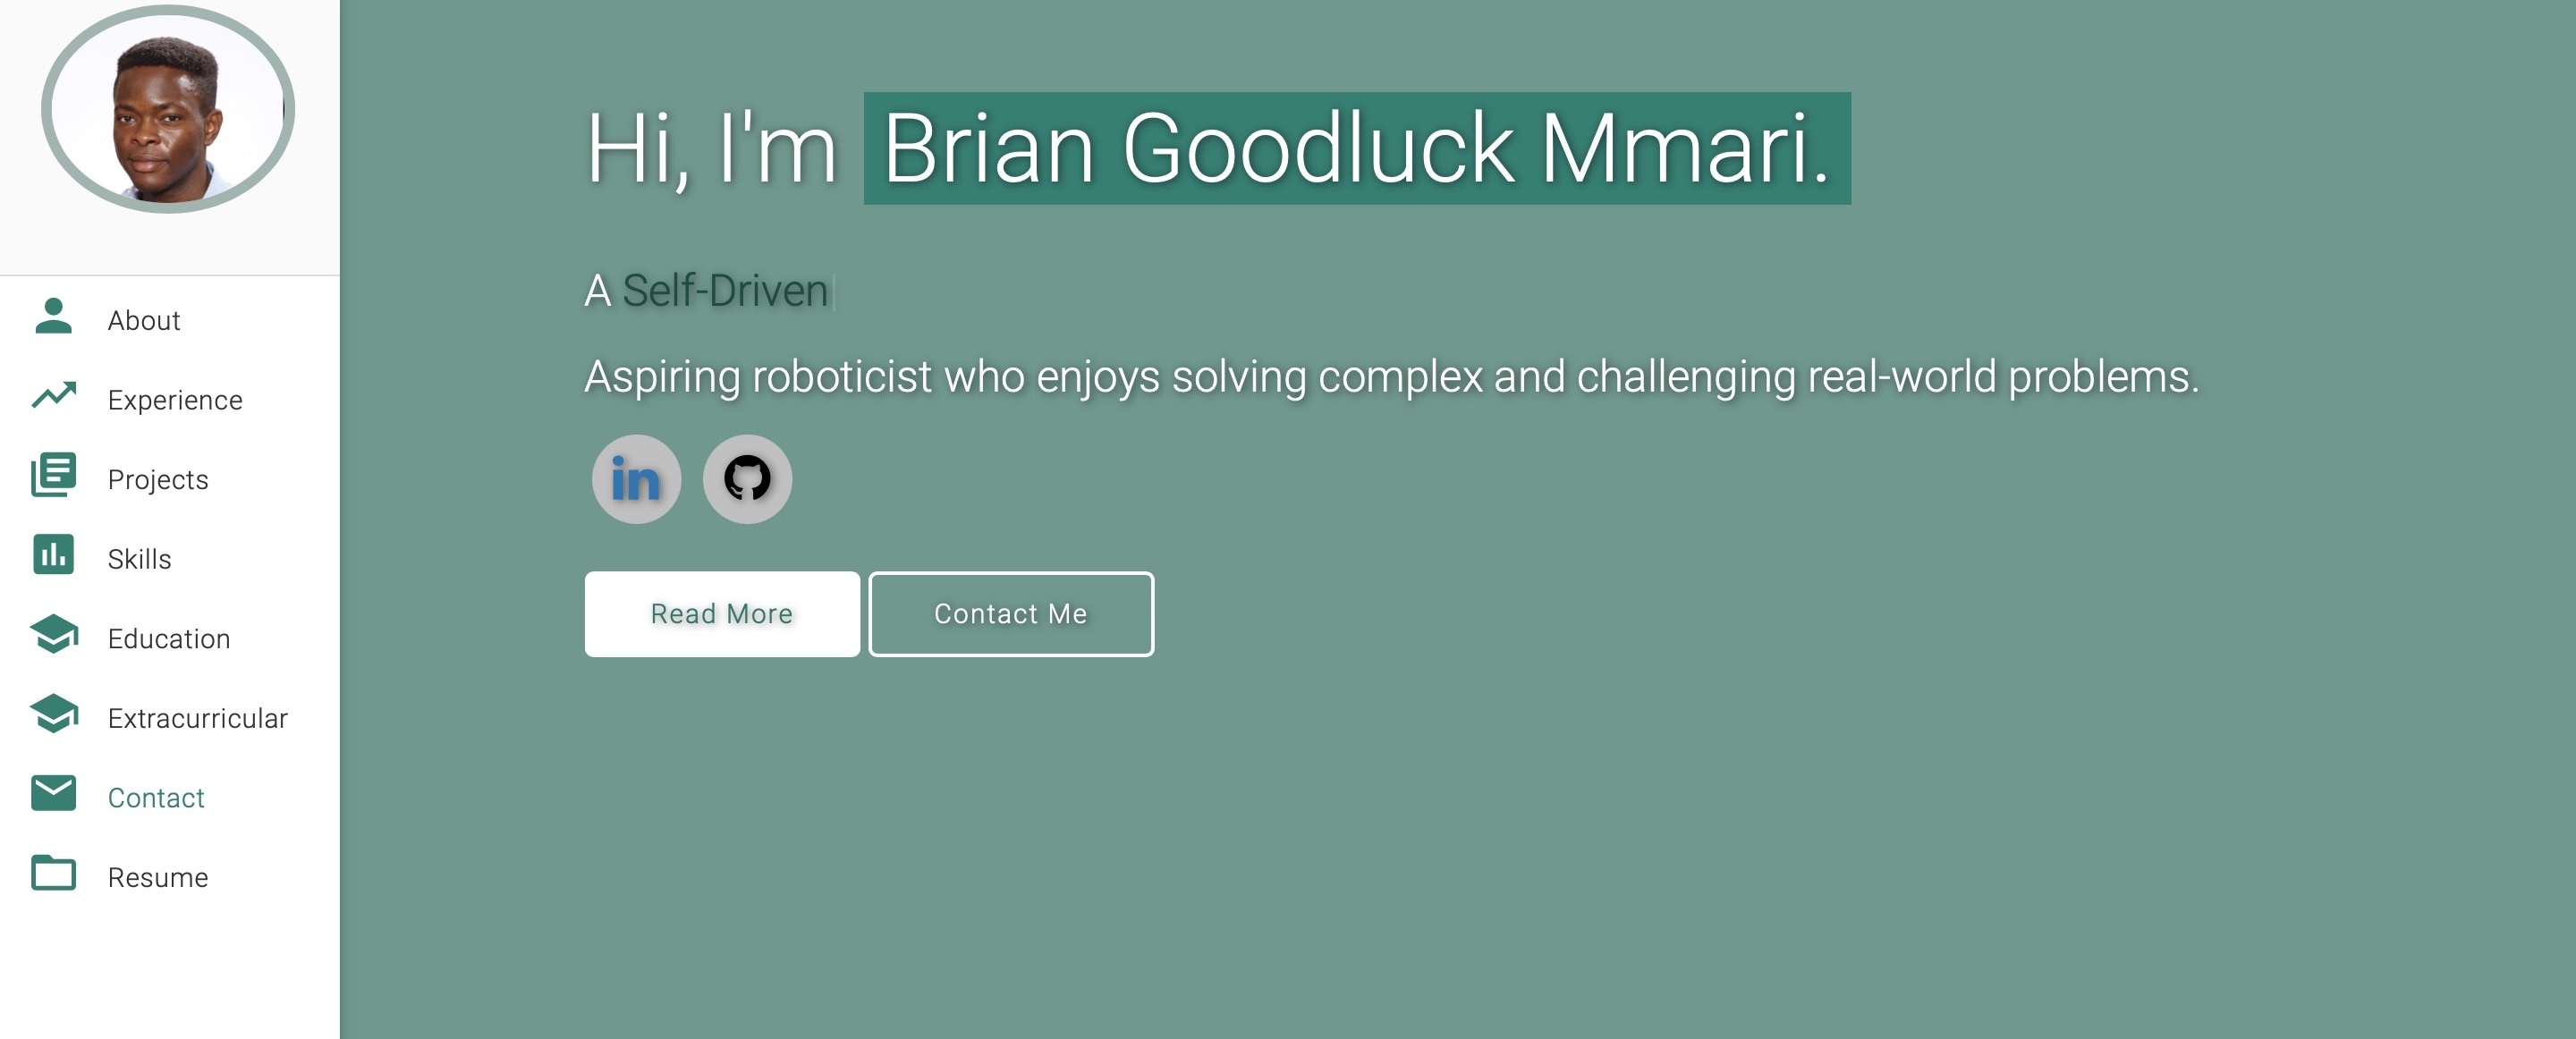 Hi, I'm Brian Goodluck Mmari.
A Self-Driven
Aspiring roboticist who enjoys solving complex and challenging real-world problems.
in
Read More
Contact Me
About
Experience
Projects
Skills
Education
Extracurricular
Contact
Resume